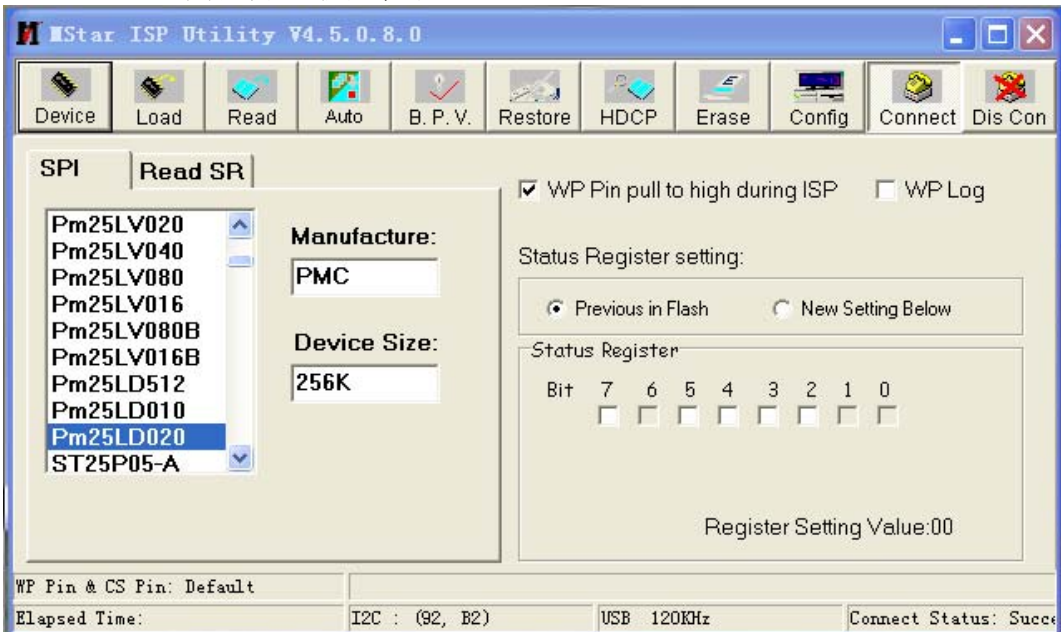 MStar ISP Utility V4.5.0.8.0
Device Load Read Auto B.P.V. Restore HDCP Erase Config Connect Dis Con
SPI Read SR
WP Pin pull to high during ISP WP Log
Pm25LV020
Pm25LV040
Pm25LV080
Pm25LV016
Pm25LV080B
Pm25LV016B
Pm25LD512
Pm25LD010
Pm25LD020
ST25P05-A
Manufacture:
PMC
Device Size:
256K
Status Register setting:
Previous in Flash New Setting Below
Status Register
Bit 7 6 5 4 3 2 1 0
Register Setting Value:00
WP Pin & CS Pin: Default
Elapsed Time: I2C : (92, B2) USB 120KHz Connect Status: Succe